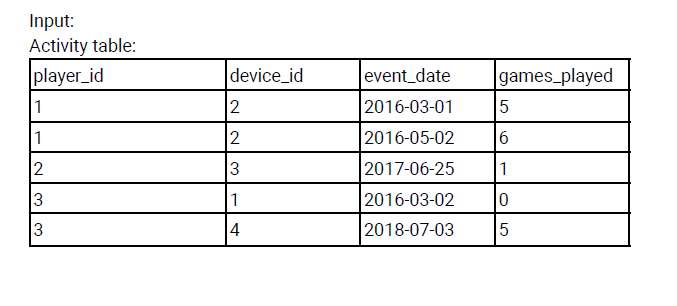 Input:
Activity table:
player_id device_id event_date games_played
1 2 2016-03-01 5
1 2 2016-05-02 6
2 3 2017-06-25 1
3 1 2016-03-02 0
3 4 2018-07-03 5